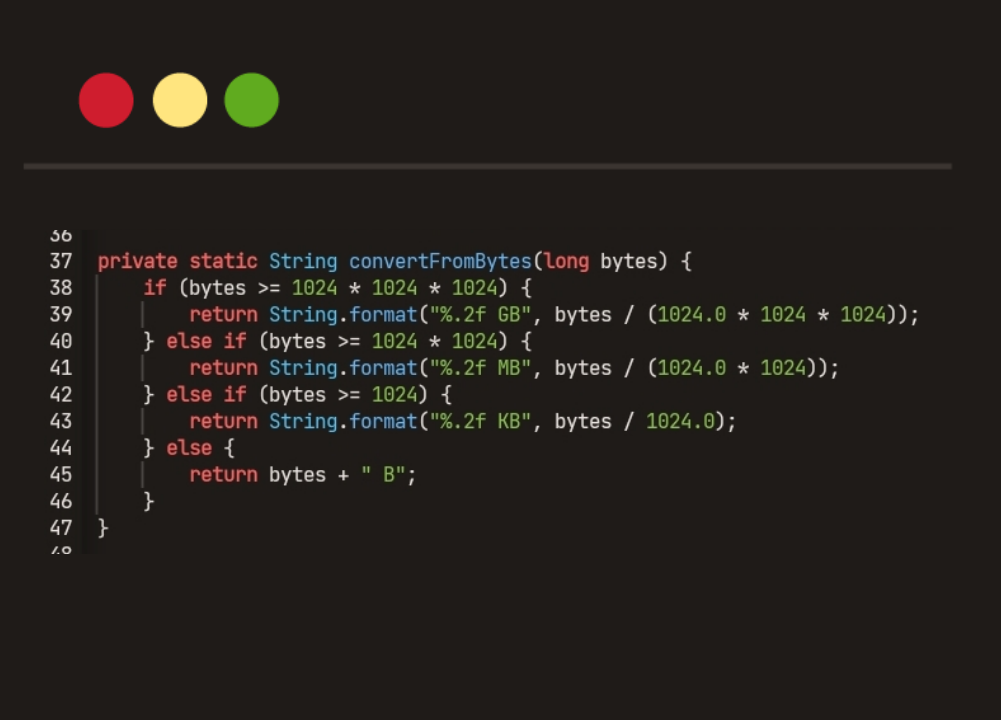 36
37 private static String convertFromBytes(long bytes) {
38     if (bytes >= 1024 * 1024 * 1024) {
39         return String.format("%.2f GB", bytes / (1024.0 * 1024 * 1024));
40     } else if (bytes >= 1024 * 1024) {
41         return String.format("%.2f MB", bytes / (1024.0 * 1024));
42     } else if (bytes >= 1024) {
43         return String.format("%.2f KB", bytes / 1024.0);
44     } else {
45         return bytes + " B";
46     }
47 }
48